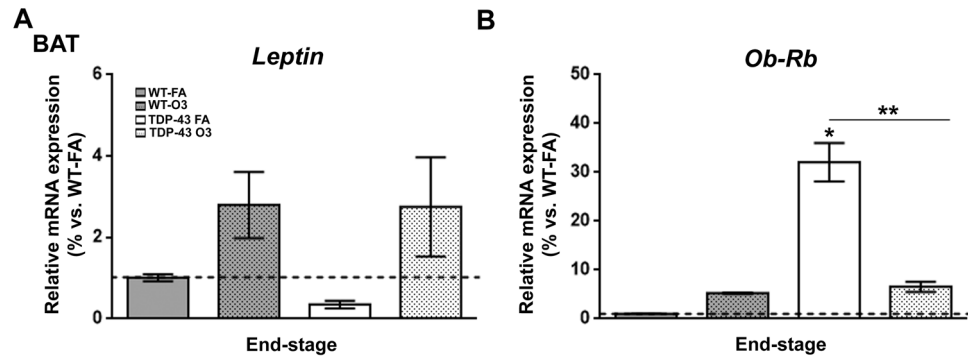 A
BAT
Leptin
Relative mRNA expression
(% vs. WT-FA)
6
4
2
0
WT-FA
WT-O3
TDP-43 FA
TDP-43 O3
End-stage
B
Ob-Rb
Relative mRNA expression
(% vs. WT-FA)
50
40
30
20
10
0
*
**
End-stage